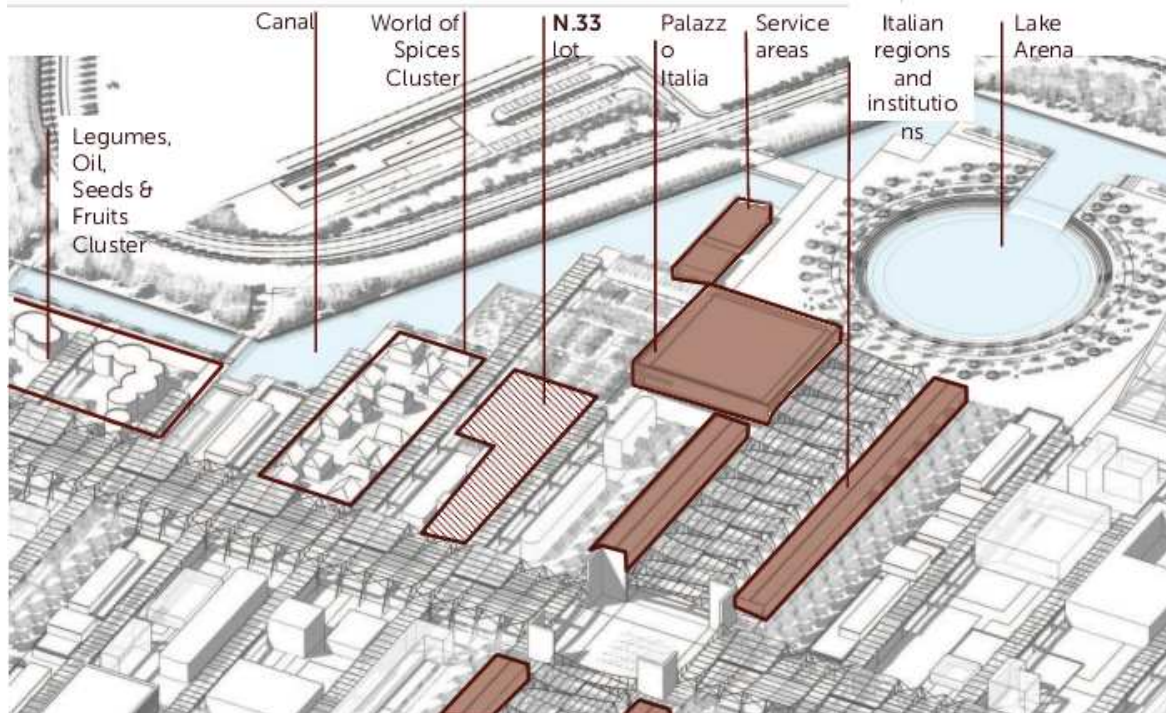 Canal
World of
Spices
Cluster
N.33
lot
Palazz
o
Italia
Service
areas
Italian
regions
and
institutio
ns
Lake
Arena
Legumes,
Oil,
Seeds &
Fruits
Cluster